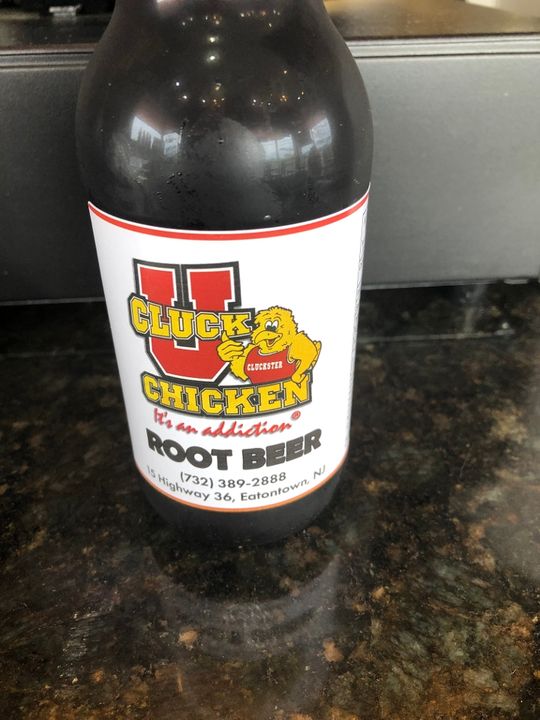 U
CLUCK
CLUCKSTER
CHICKEN
It's an addiction®
ROOT BEER
(732) 389-2888
15 Highway 36, Eatontown, NJ